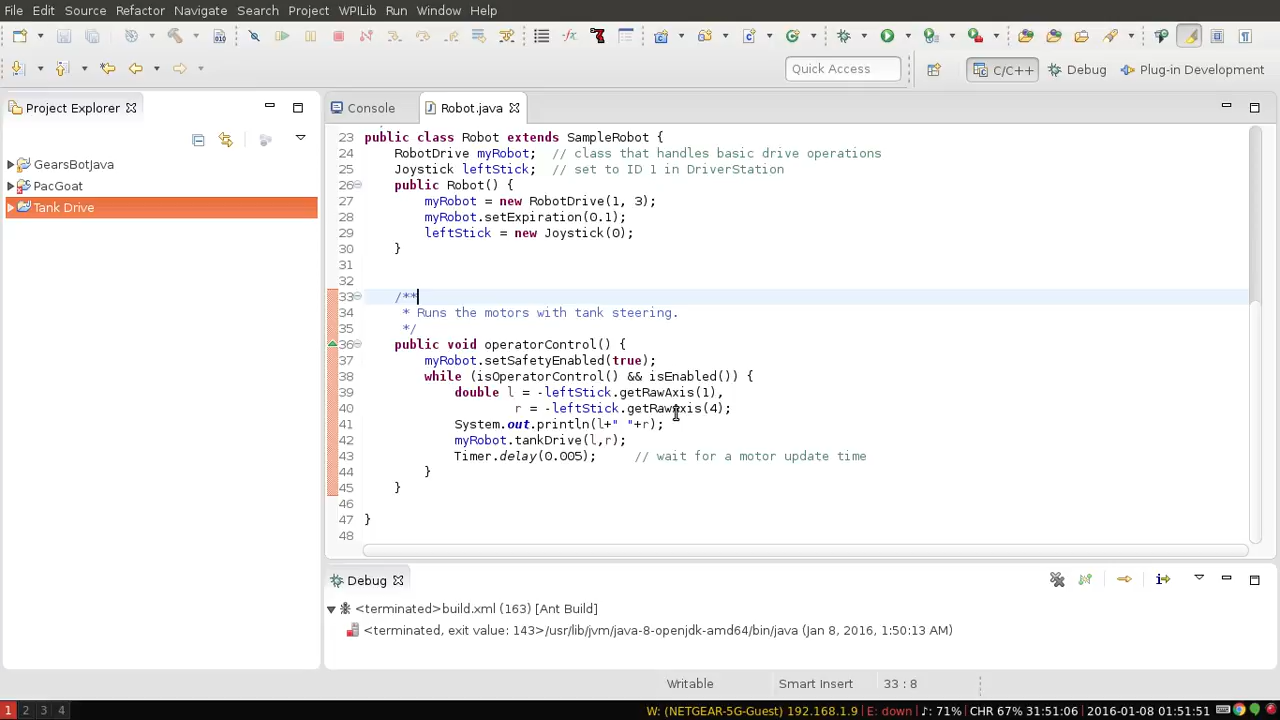 File Edit Source Refactor Navigate Search Project WPILib Run Window Help
Quick Access
C/C++
Debug
Plug-in Development
Project Explorer
GearsBotJava
PacGoat
Tank Drive
Console
Robot.java
23 public class Robot extends SampleRobot {
24 RobotDrive myRobot; // class that handles basic drive operations
25 Joystick leftStick; // set to ID 1 in DriverStation
26 public Robot() {
27 myRobot = new RobotDrive(1, 3);
28 myRobot.setExpiration(0.1);
29 leftStick = new Joystick(0);
30 }
31
32
33 /**
34 * Runs the motors with tank steering.
35 */
36 public void operatorControl() {
37 myRobot.setSafetyEnabled(true);
38 while (isOperatorControl() && isEnabled()) {
39 double l = -leftStick.getRawAxis(1),
40 r = -leftStick.getRawAxis(4);
41 System.out.println(l+" "+r);
42 myRobot.tankDrive(l,r);
43 Timer.delay(0.005); // wait for a motor update time
44 }
45 }
46
47 }
48
Debug
<terminated>build.xml (163) [Ant Build]
<terminated, exit value: 143>/usr/lib/jvm/java-8-openjdk-amd64/bin/java (Jan 8, 2016, 1:50:13 AM)
Writable Smart Insert 33 : 8
1 2 3 4 W: (NETGEAR-5G-Guest) 192.168.1.9 | E: down | ♪: 71% | CHR 67% 31:51:06 | 2016-01-08 01:51:51